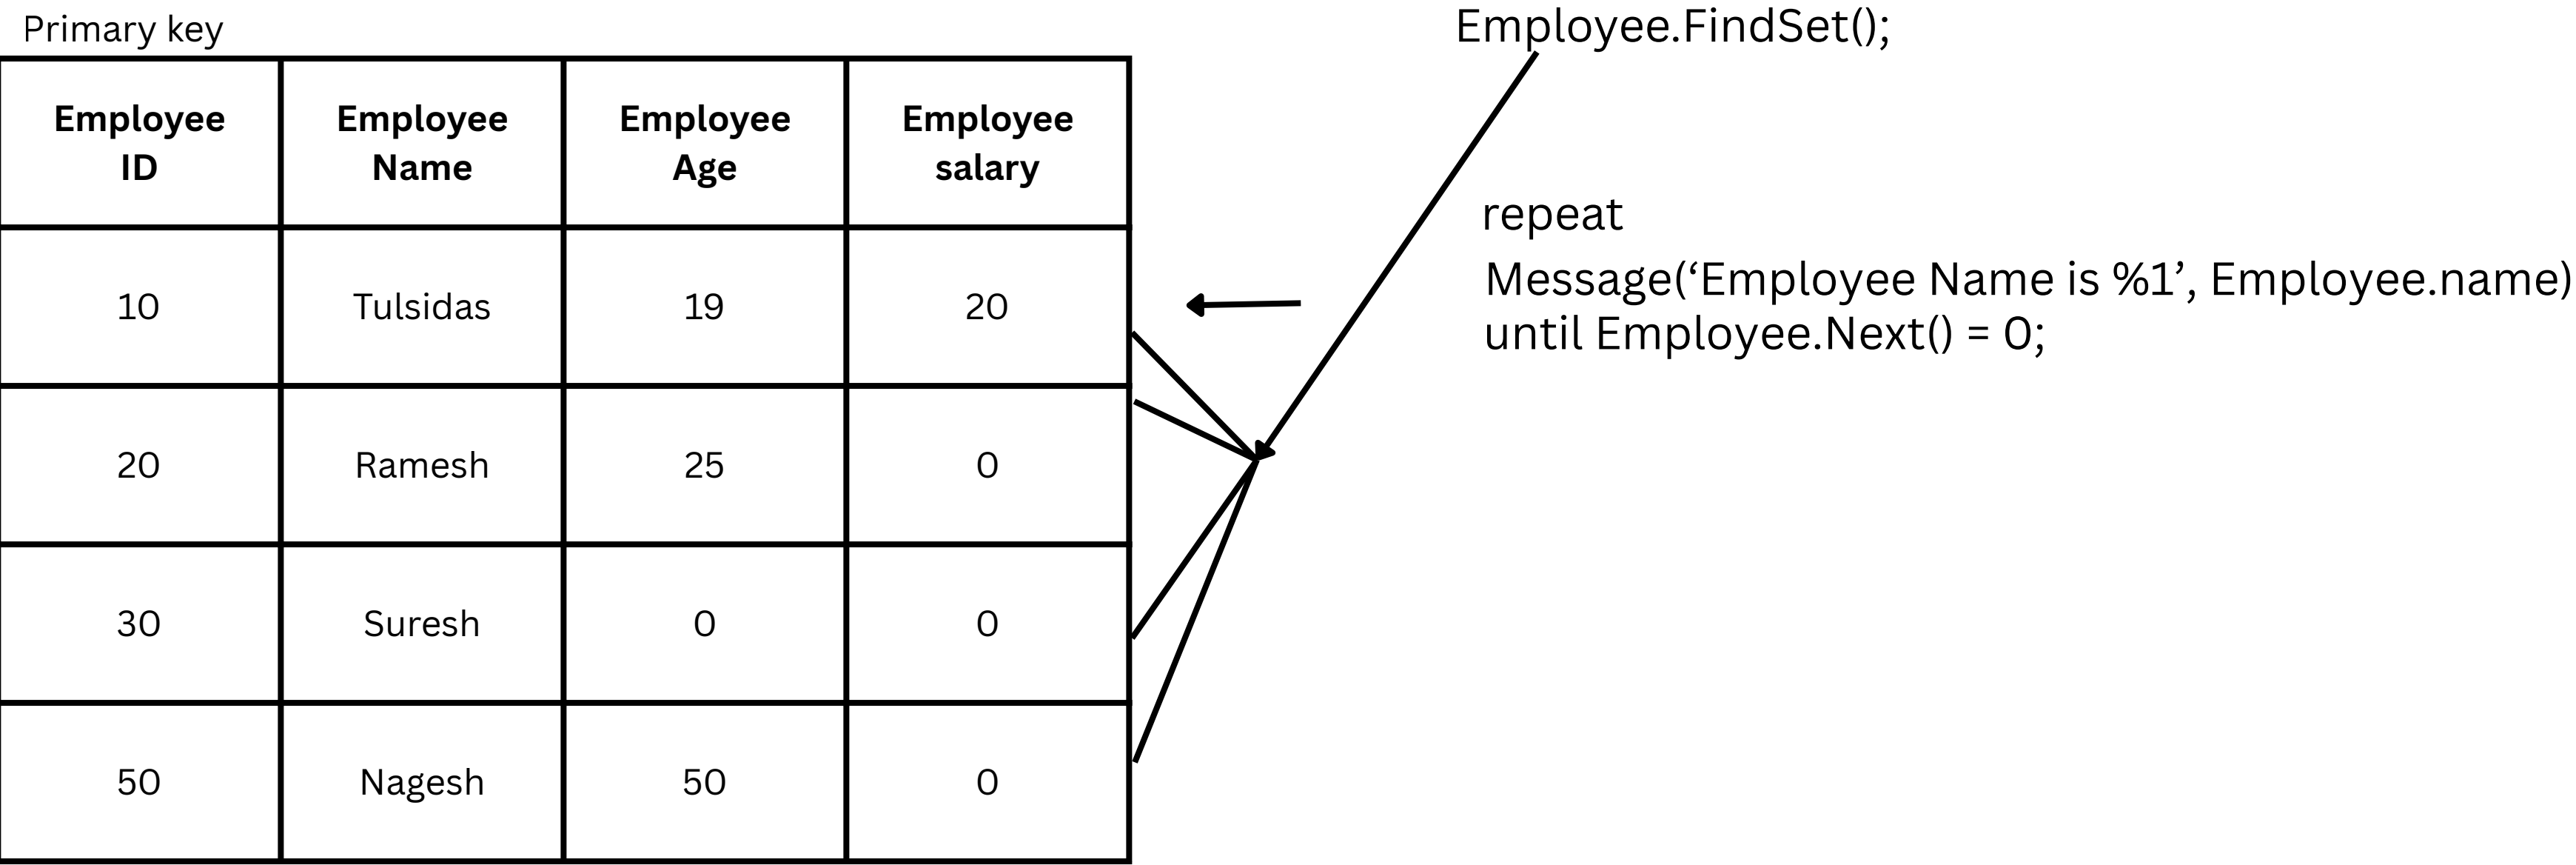 Primary key
Employee.FindSet();
Employee ID
Employee Name
Employee Age
Employee salary
10 Tulsidas 19 20
20 Ramesh 25 0
30 Suresh 0 0
50 Nagesh 50 0
repeat
Message(‘Employee Name is %1’, Employee.name)
until Employee.Next() = 0;